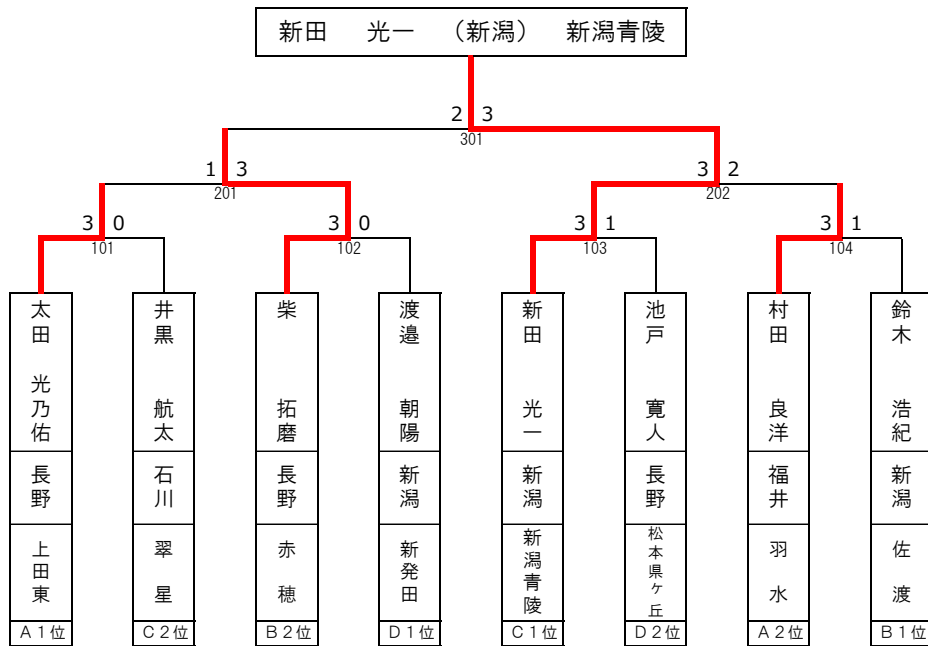 新田 光一 (新潟) 新潟青陵
2 3
301
1 3
201
3 2
202
3 0
101
3 0
102
3 1
103
3 1
104
太田 光乃佑
長野
上田東
A1位
井黒 航太
石川
翠星
C2位
柴 拓磨
長野
赤穂
B2位
渡邉 朝陽
新潟
新発田
D1位
新田 光一
新潟
新潟青陵
C1位
池戸 寛人
長野
松本県ヶ丘
D2位
村田 良洋
福井
羽水
A2位
鈴木 浩紀
新潟
佐渡
B1位